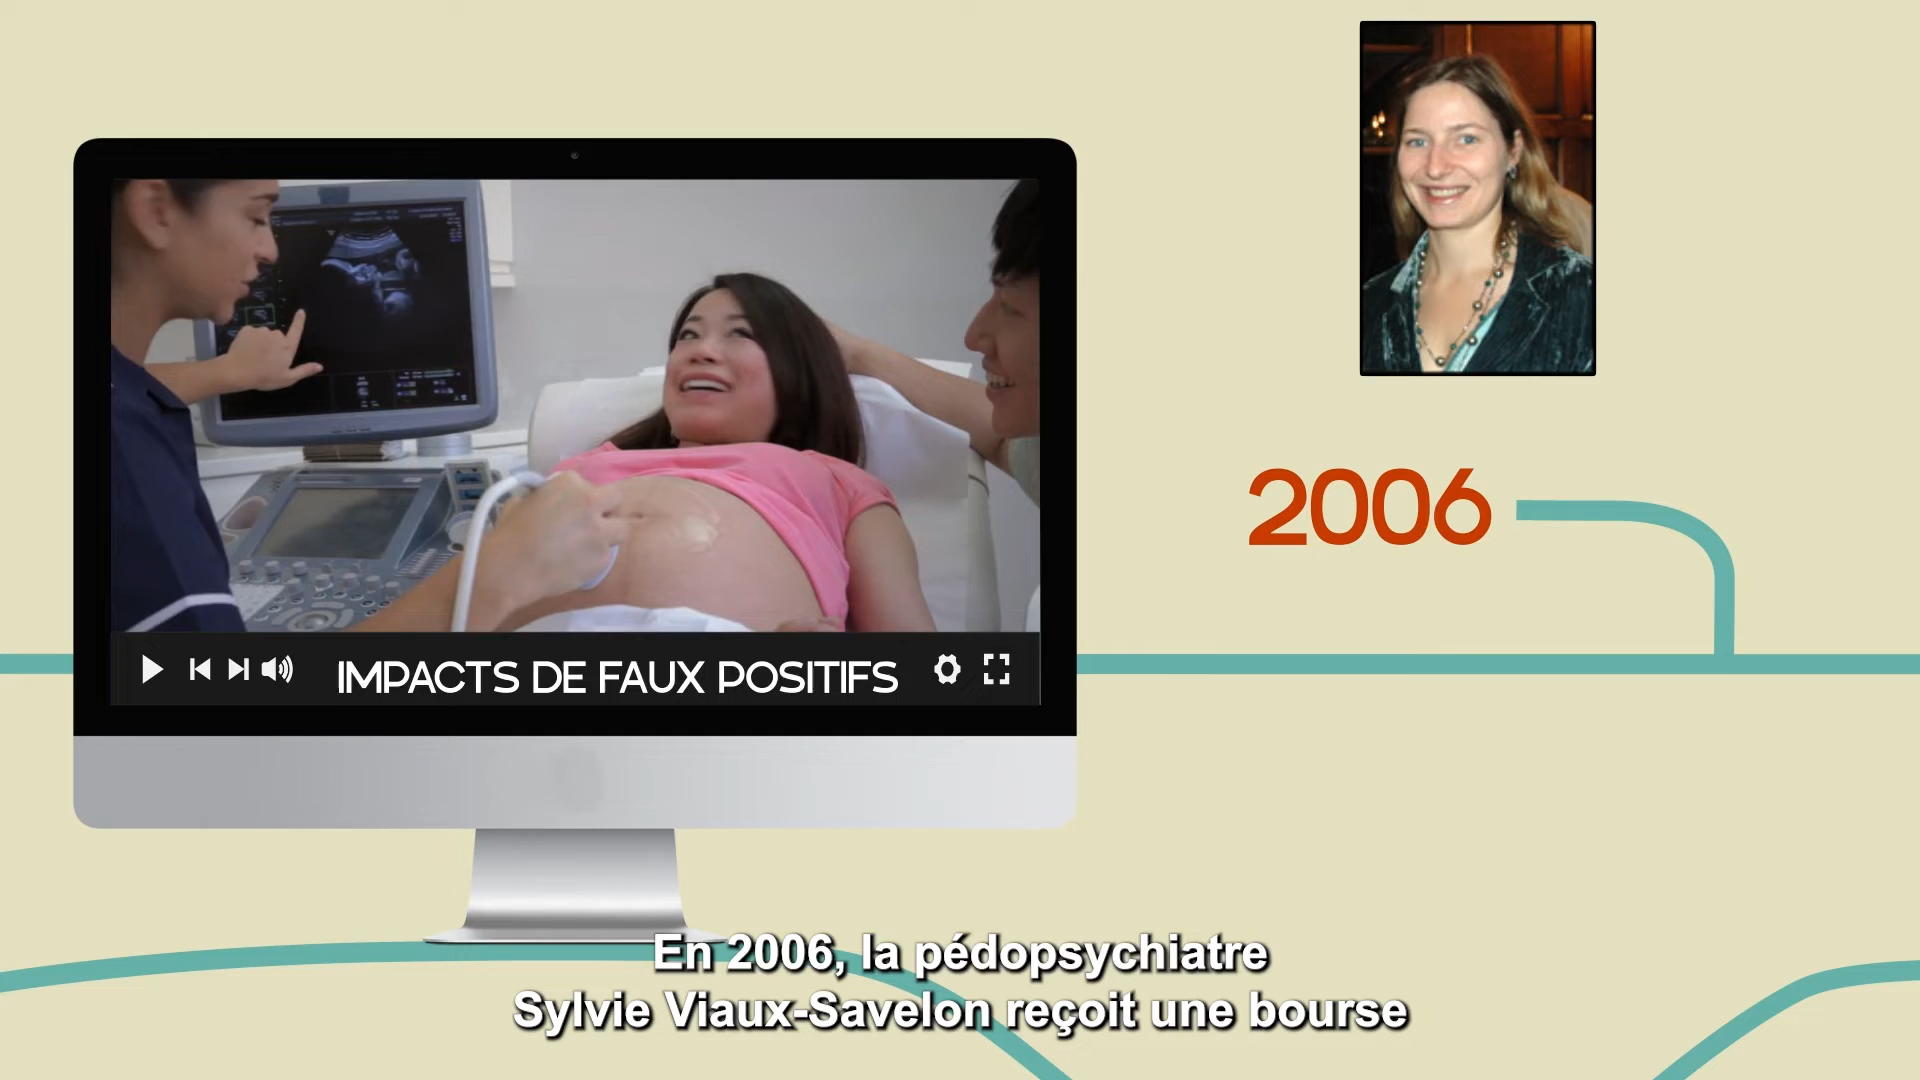 2006
IMPACTS DE FAUX POSITIFS
En 2006, la pédopsychiatre
Sylvie Viaux-Savelon reçoit une bourse